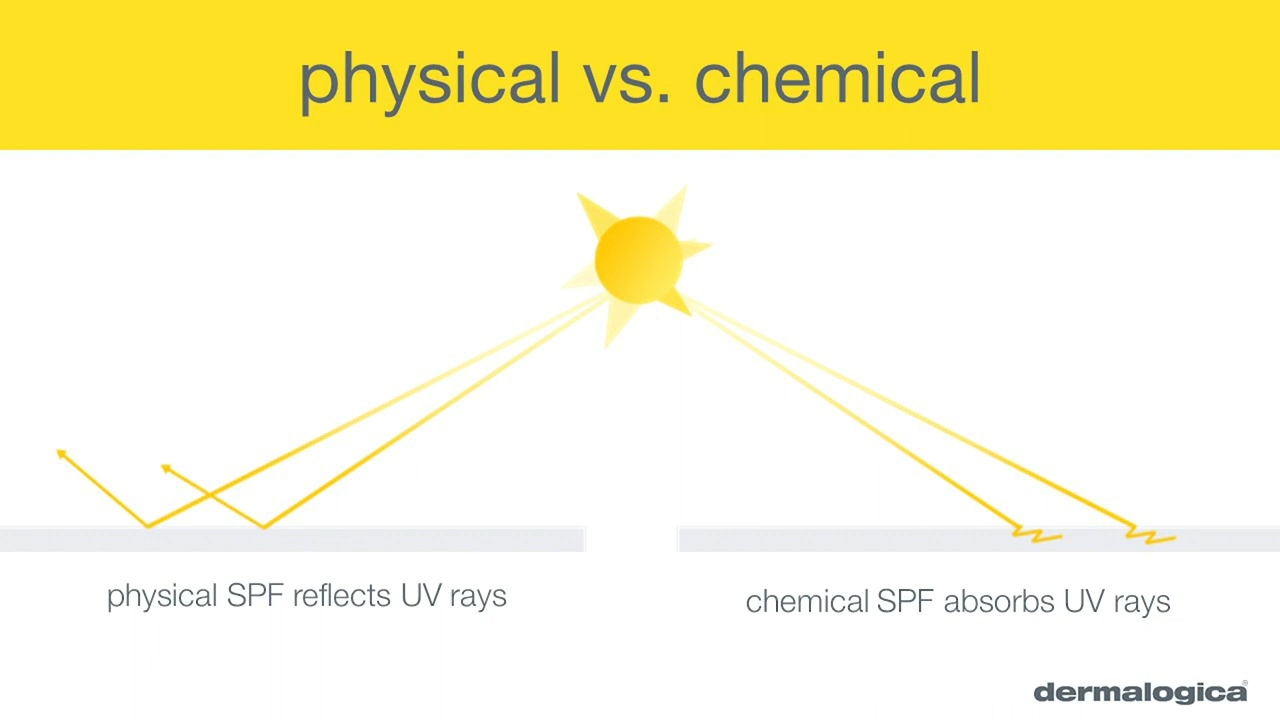 physical vs. chemical
physical SPF reflects UV rays
chemical SPF absorbs UV rays
dermalogica®